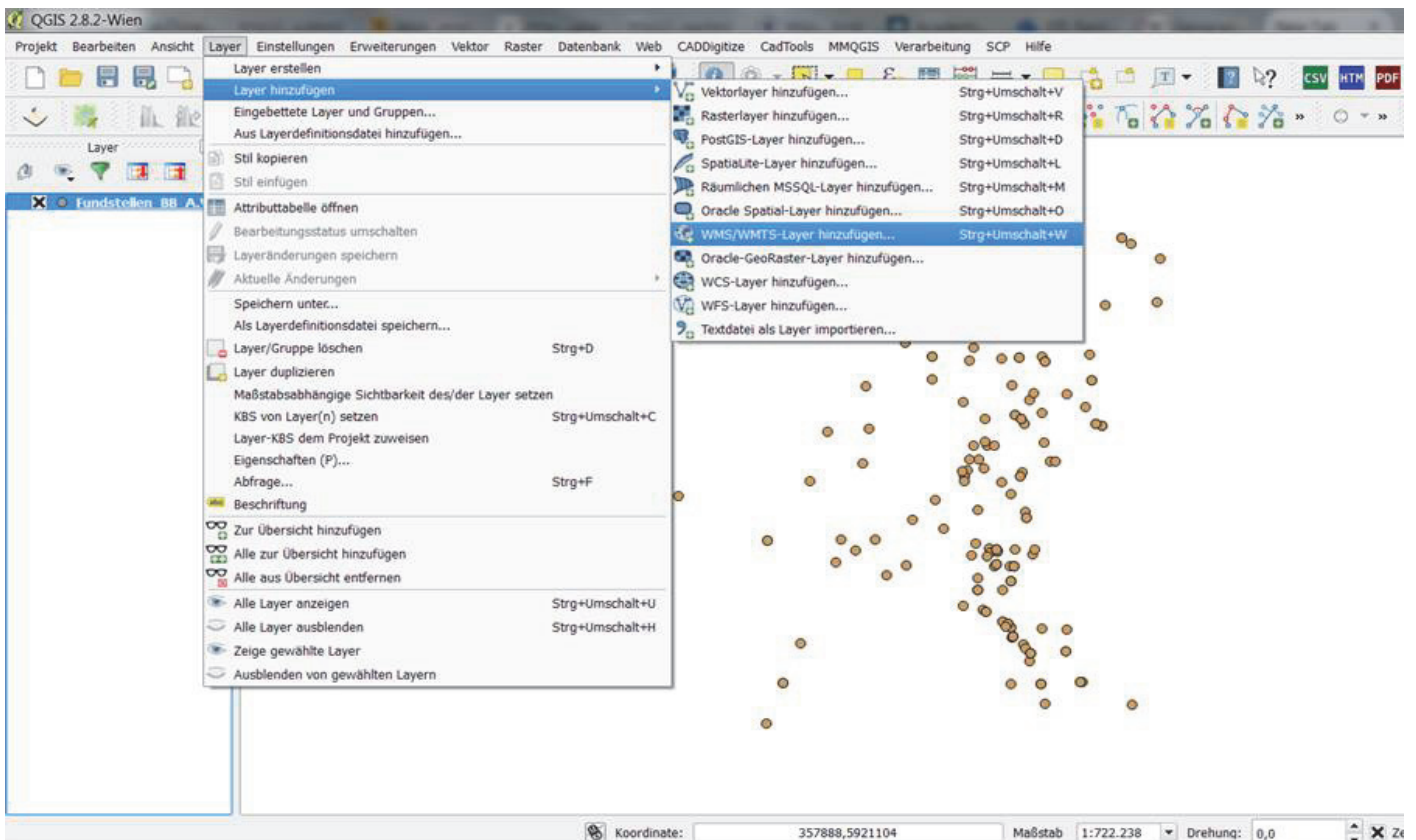 QGIS 2.8.2-Wien
Projekt Bearbeiten Ansicht Layer Einstellungen Erweiterungen Vektor Raster Datenbank Web CADDigitize CadTools MMQGIS Verarbeitung SCP Hilfe
CSV HTM PDF
Layer
Fundstellen_BB_A.
Layer erstellen
Layer hinzufügen
Eingebettete Layer und Gruppen...
Aus Layerdefinitionsdatei hinzufügen...
Stil kopieren
Stil einfügen
Attributtabelle öffnen
Bearbeitungsstatus umschalten
Layeränderungen speichern
Aktuelle Änderungen
Speichern unter...
Als Layerdefinitionsdatei speichern...
Layer/Gruppe löschen Strg+D
Layer duplizieren
Maßstabsabhängige Sichtbarkeit des/der Layer setzen
KBS von Layer(n) setzen Strg+Umschalt+C
Layer-KBS dem Projekt zuweisen
Eigenschaften (P)...
Abfrage... Strg+F
Beschriftung
Zur Übersicht hinzufügen
Alle zur Übersicht hinzufügen
Alle aus Übersicht entfernen
Alle Layer anzeigen Strg+Umschalt+U
Alle Layer ausblenden Strg+Umschalt+H
Zeige gewählte Layer
Ausblenden von gewählten Layern
Vektorlayer hinzufügen... Strg+Umschalt+V
Rasterlayer hinzufügen... Strg+Umschalt+R
PostGIS-Layer hinzufügen... Strg+Umschalt+D
SpatiaLite-Layer hinzufügen... Strg+Umschalt+L
Räumlichen MSSQL-Layer hinzufügen... Strg+Umschalt+M
Oracle Spatial-Layer hinzufügen... Strg+Umschalt+O
WMS/WMTS-Layer hinzufügen... Strg+Umschalt+W
Oracle-GeoRaster-Layer hinzufügen...
WCS-Layer hinzufügen...
WFS-Layer hinzufügen...
Textdatei als Layer importieren...
Koordinate: 357888,5921104 Maßstab 1:722.238 Drehung: 0,0